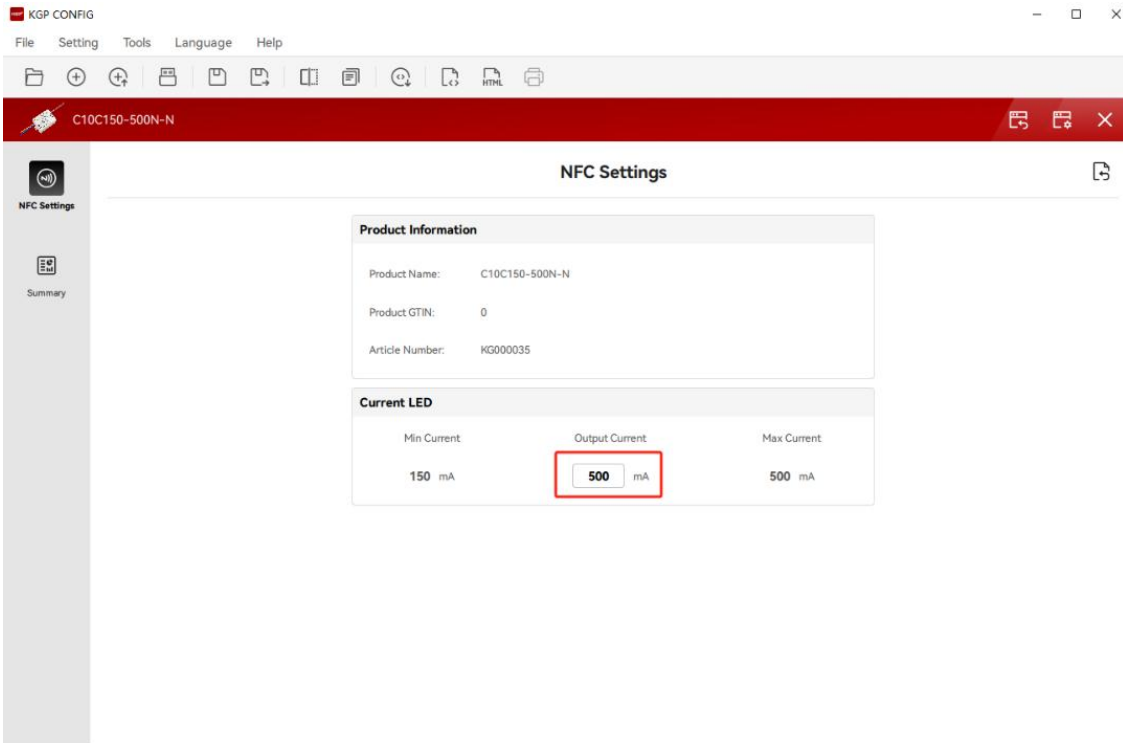 KGP CONFIG
File Setting Tools Language Help
HTML
C10C150-500N-N
NFC Settings
NFC Settings
Summary
Product Information
Product Name: C10C150-500N-N
Product GTIN: 0
Article Number: KG000035
Current LED
Min Current Output Current Max Current
150 mA 500 mA 500 mA